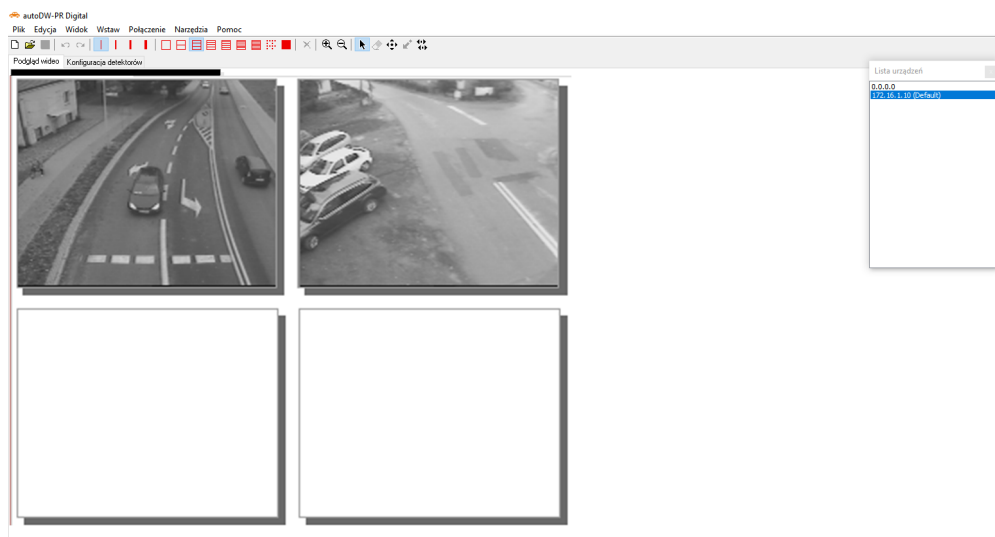 autoDW-PR Digital
Plik Edycja Widok Wstaw Połączenie Narzędzia Pomoc
Podgląd wideo Konfiguracja detektorów
Lista urządzeń
0.0.0.0
172.16.1.10 (Default)